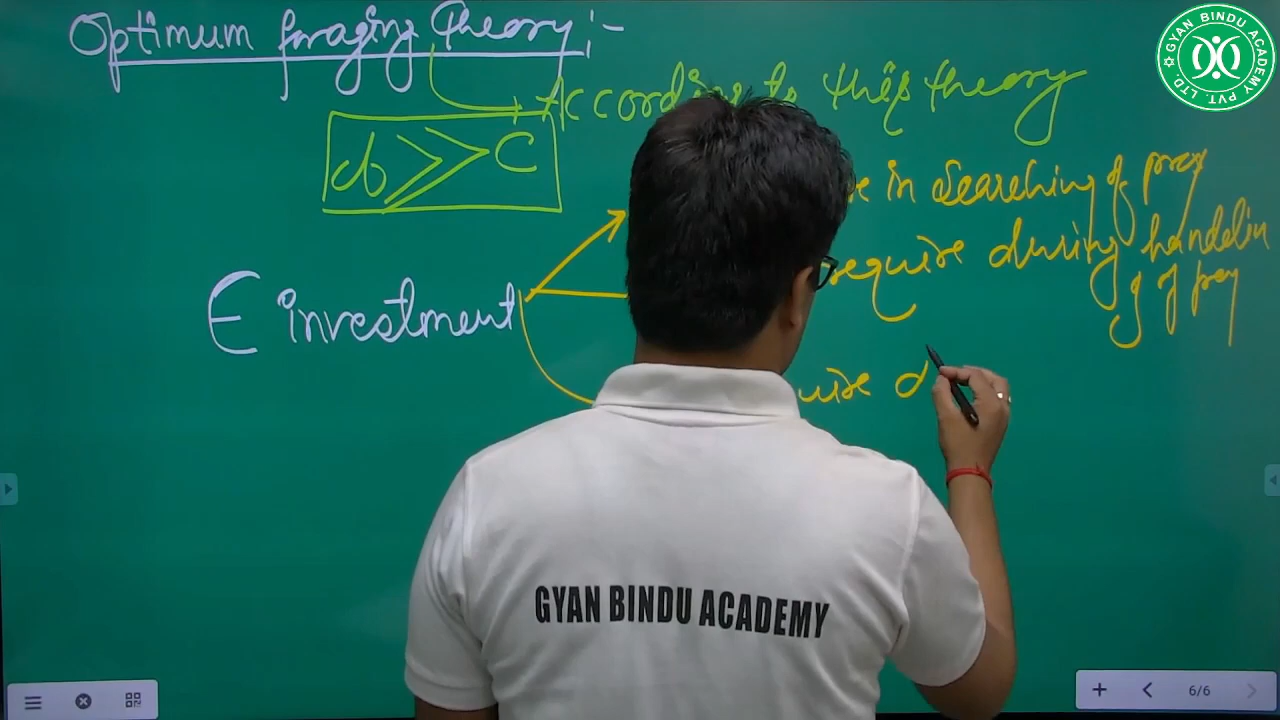 Optimum foraging Theory :-
GYAN BINDU ACADEMY PVT. LTD.
According to this theory
b >> C
in Searching of prey
require during handelin
g of prey
E investment
GYAN BINDU ACADEMY
6/6